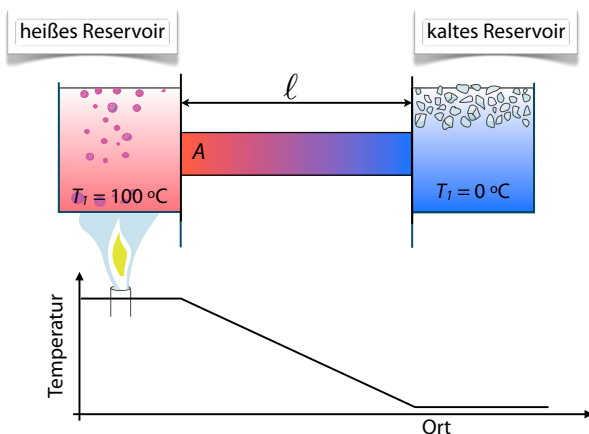 heißes Reservoir
kaltes Reservoir
ℓ
A
T₁ = 100 °C
T₁ = 0 °C
Temperatur
Ort